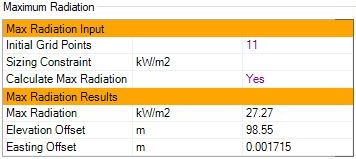 Maximum Radiation
Max Radiation Input
Initial Grid Points 11
Sizing Constraint kW/m2
Calculate Max Radiation Yes
Max Radiation Results
Max Radiation kW/m2 27.27
Elevation Offset m 98.55
Easting Offset m 0.001715